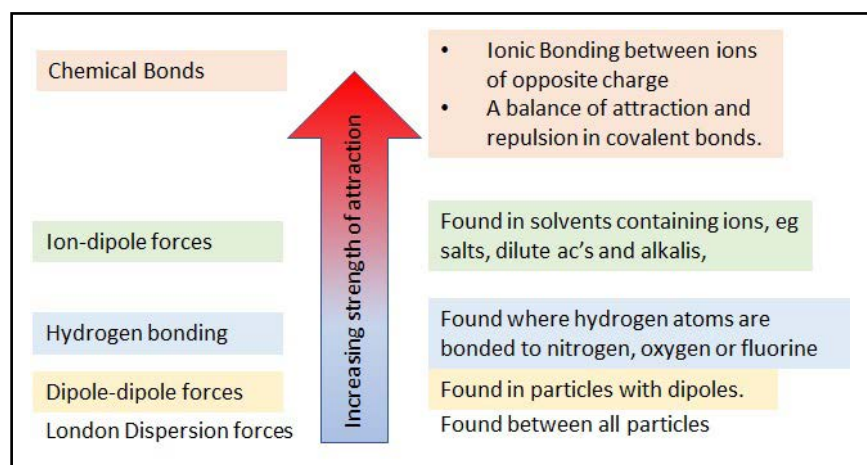 Chemical Bonds
• Ionic Bonding between ions
of opposite charge
• A balance of attraction and
repulsion in covalent bonds.
Increasing strength of attraction
Ion-dipole forces
Found in solvents containing ions, eg
salts, dilute ac's and alkalis,
Hydrogen bonding
Found where hydrogen atoms are
bonded to nitrogen, oxygen or fluorine
Dipole-dipole forces
Found in particles with dipoles.
London Dispersion forces
Found between all particles